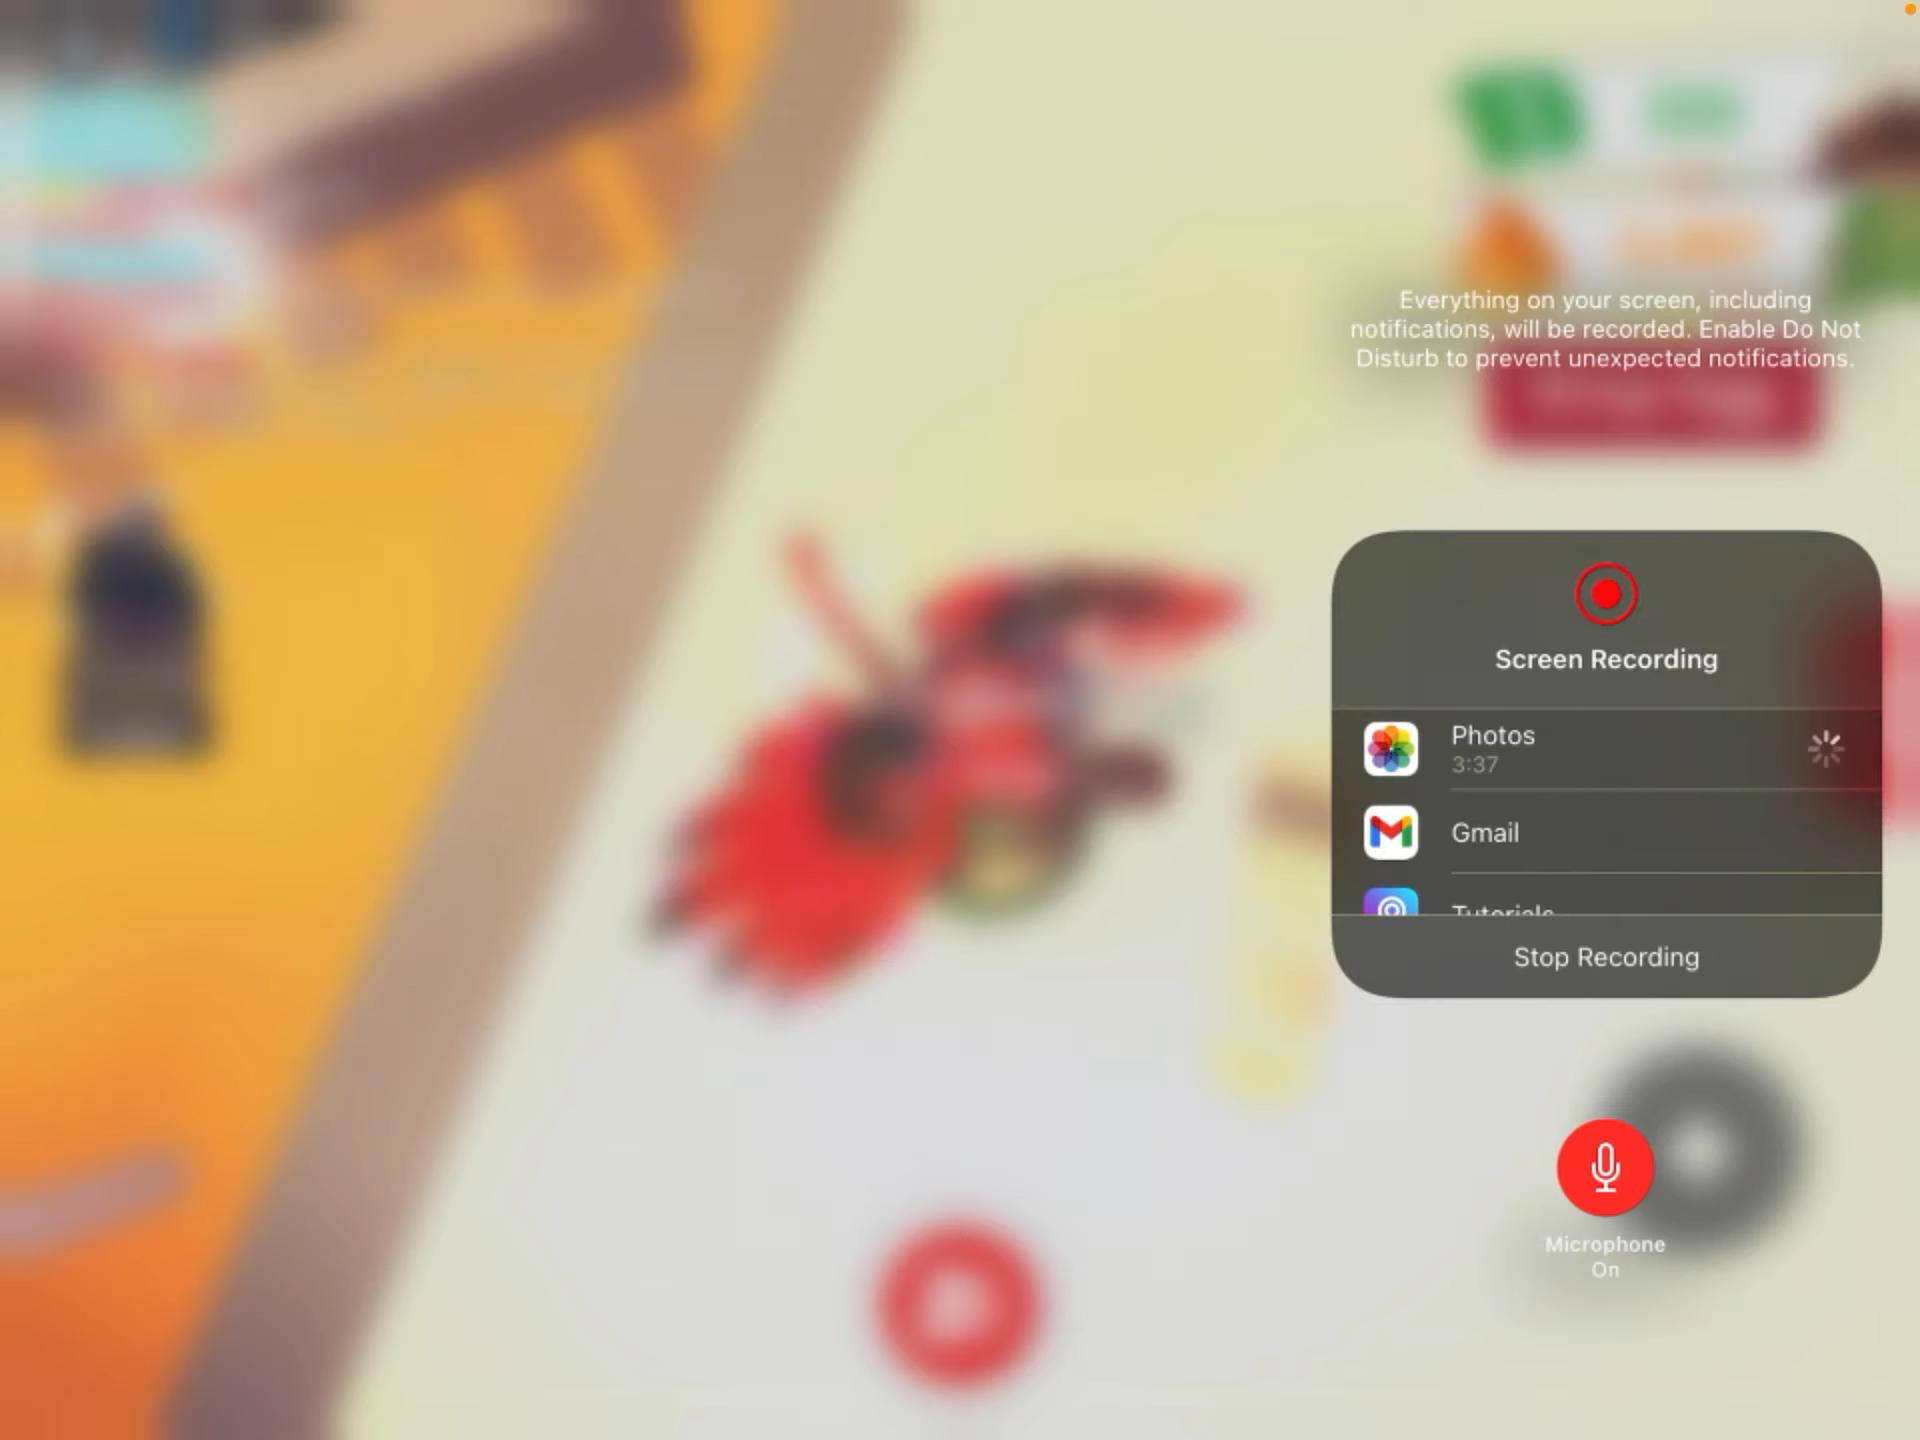 Everything on your screen, including
notifications, will be recorded. Enable Do Not
Disturb to prevent unexpected notifications.
Screen Recording
Photos
3:37
Gmail
Tutorials
Stop Recording
Microphone
On